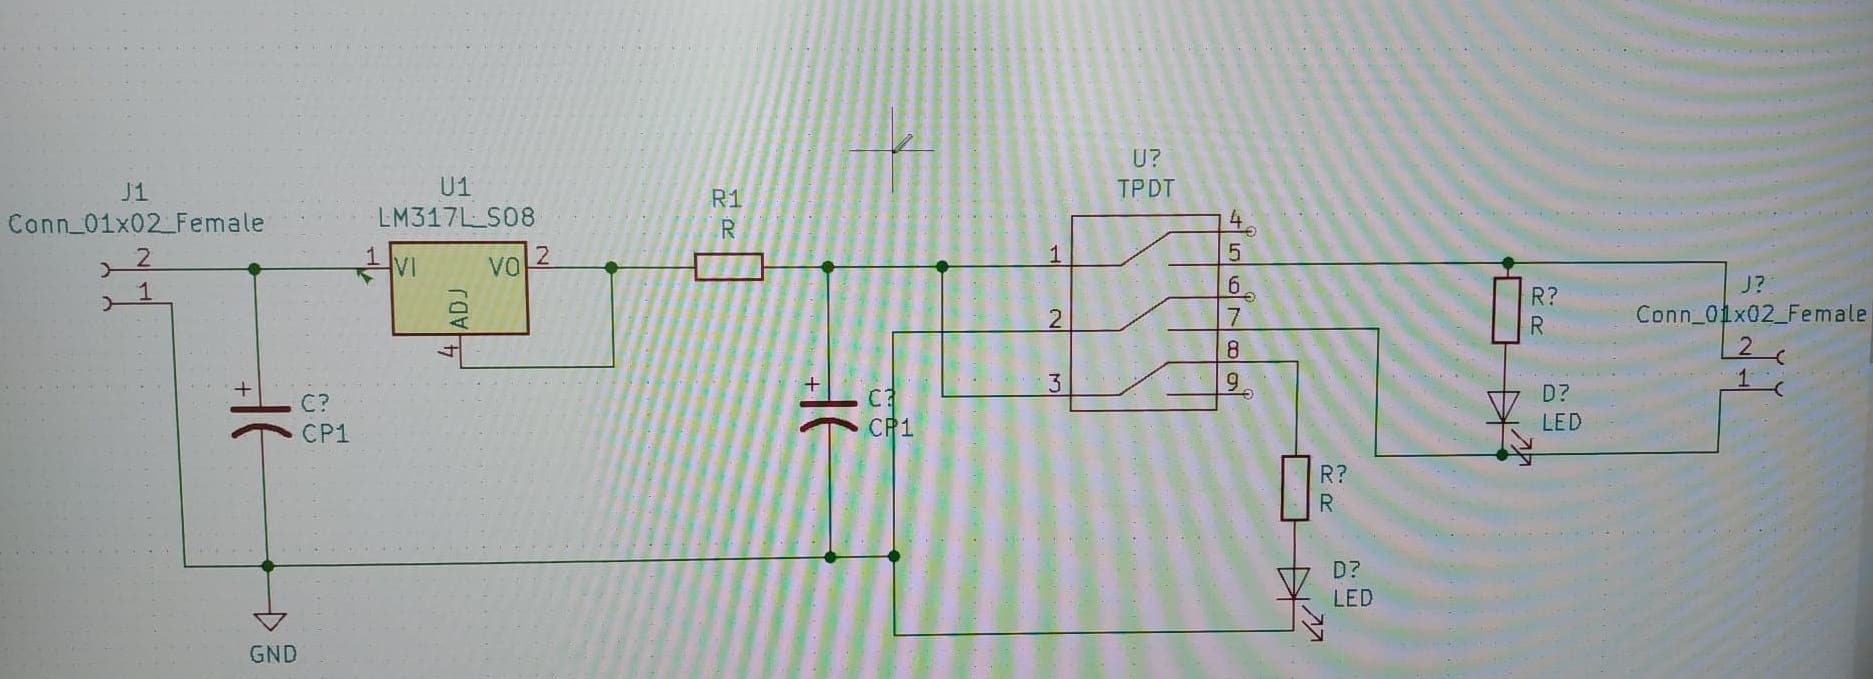 J1
Conn_01x02_Female
2
1
U1
LM317L_SO8
1
VI
VO
2
ADJ
4
+
C?
CP1
GND
R1
R
+
C?
CP1
U?
TPDT
1
2
3
4
5
6
7
8
9
R?
R
D?
LED
R?
R
D?
LED
J?
Conn_01x02_Female
2
1